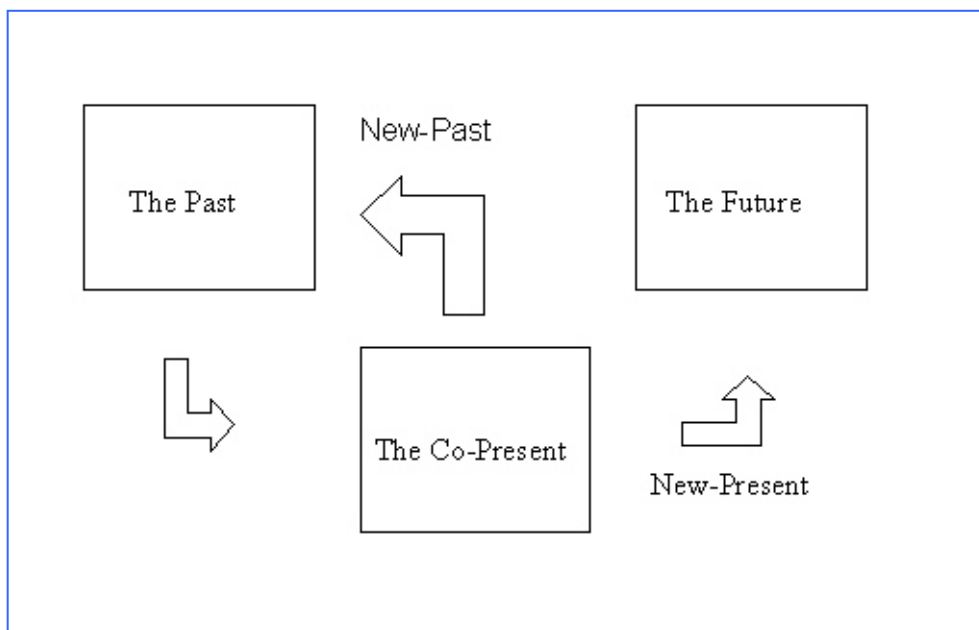 New-Past
The Past
The Future
The Co-Present
New-Present